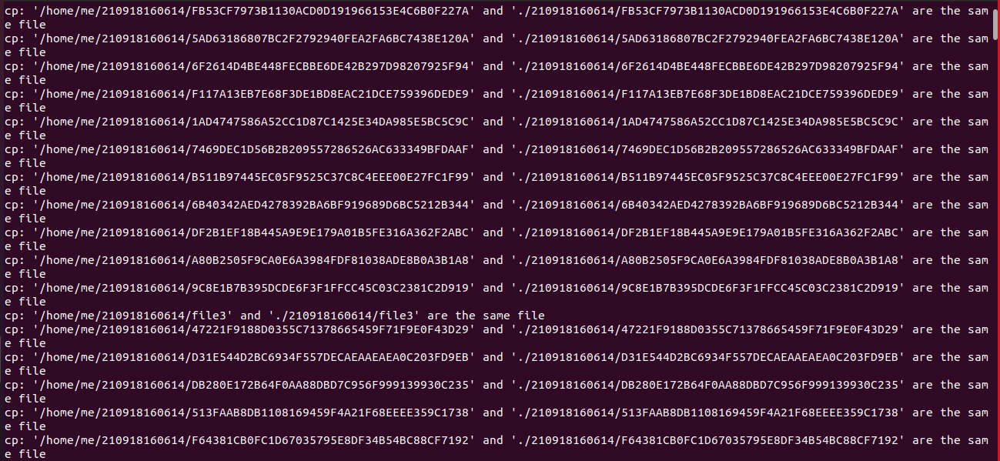 cp: '/home/me/210918160614/FB53CF7973B1130ACD0D191966153E4C6B0F227A' and './210918160614/FB53CF7973B1130ACD0D191966153E4C6B0F227A' are the sam
e file
cp: '/home/me/210918160614/5AD63186807BC2F2792940FEA2FA6BC7438E120A' and './210918160614/5AD63186807BC2F2792940FEA2FA6BC7438E120A' are the sam
e file
cp: '/home/me/210918160614/6F2614D4BE448FECBBE6DE42B297D98207925F94' and './210918160614/6F2614D4BE448FECBBE6DE42B297D98207925F94' are the sam
e file
cp: '/home/me/210918160614/F117A13EB7E68F3DE1BD8EAC21DCE759396DEDE9' and './210918160614/F117A13EB7E68F3DE1BD8EAC21DCE759396DEDE9' are the sam
e file
cp: '/home/me/210918160614/1AD4747586A52CC1D87C1425E34DA985E5BC5C9C' and './210918160614/1AD4747586A52CC1D87C1425E34DA985E5BC5C9C' are the sam
e file
cp: '/home/me/210918160614/7469DEC1D56B2B209557286526AC633349BFDAAF' and './210918160614/7469DEC1D56B2B209557286526AC633349BFDAAF' are the sam
e file
cp: '/home/me/210918160614/B511B97445EC05F9525C37C8C4EEE00E27FC1F99' and './210918160614/B511B97445EC05F9525C37C8C4EEE00E27FC1F99' are the sam
e file
cp: '/home/me/210918160614/6B40342AED4278392BA6BF919689D6BC5212B344' and './210918160614/6B40342AED4278392BA6BF919689D6BC5212B344' are the sam
e file
cp: '/home/me/210918160614/DF2B1EF18B445A9E9E179A01B5FE316A362F2ABC' and './210918160614/DF2B1EF18B445A9E9E179A01B5FE316A362F2ABC' are the sam
e file
cp: '/home/me/210918160614/A80B2505F9CA0E6A3984FDF81038ADE8B0A3B1A8' and './210918160614/A80B2505F9CA0E6A3984FDF81038ADE8B0A3B1A8' are the sam
e file
cp: '/home/me/210918160614/9C8E1B7B395DCDE6F3F1FFCC45C03C2381C2D919' and './210918160614/9C8E1B7B395DCDE6F3F1FFCC45C03C2381C2D919' are the sam
e file
cp: '/home/me/210918160614/file3' and './210918160614/file3' are the same file
cp: '/home/me/210918160614/47221F9188D0355C71378665459F71F9E0F43D29' and './210918160614/47221F9188D0355C71378665459F71F9E0F43D29' are the sam
e file
cp: '/home/me/210918160614/D31E544D2BC6934F557DECAEAAEAEA0C203FD9EB' and './210918160614/D31E544D2BC6934F557DECAEAAEAEA0C203FD9EB' are the sam
e file
cp: '/home/me/210918160614/DB280E172B64F0AA88DBD7C956F999139930C235' and './210918160614/DB280E172B64F0AA88DBD7C956F999139930C235' are the sam
e file
cp: '/home/me/210918160614/513FAAB8DB1108169459F4A21F68EEEE359C1738' and './210918160614/513FAAB8DB1108169459F4A21F68EEEE359C1738' are the sam
e file
cp: '/home/me/210918160614/F64381CB0FC1D67035795E8DF34B54BC88CF7192' and './210918160614/F64381CB0FC1D67035795E8DF34B54BC88CF7192' are the sam
e file